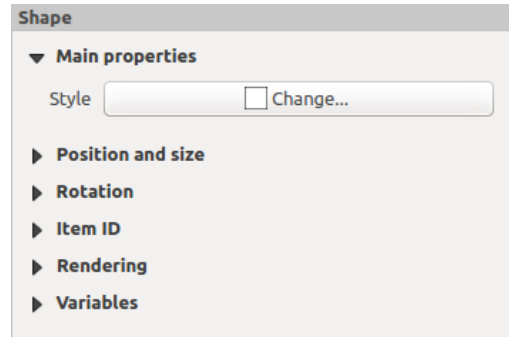 Shape
Main properties
Style Change...
Position and size
Rotation
Item ID
Rendering
Variables